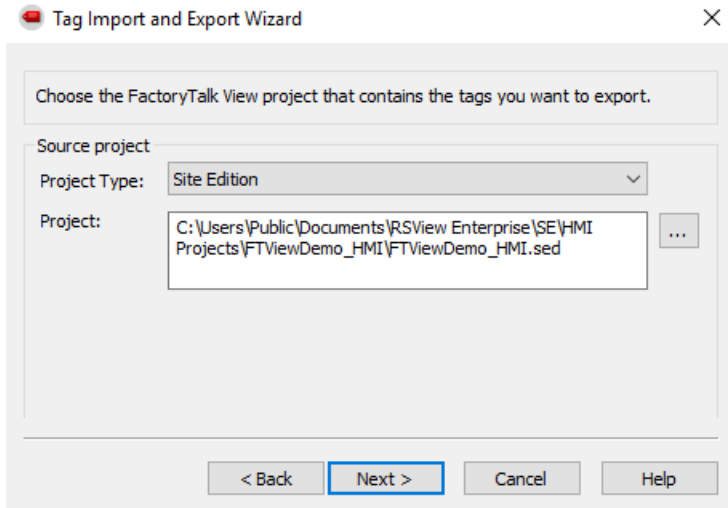 Tag Import and Export Wizard
Choose the FactoryTalk View project that contains the tags you want to export.
Source project
Project Type:
Site Edition
Project:
C:\Users\Public\Documents\RSView Enterprise\SE\HMI
Projects\FTViewDemo_HMI\FTViewDemo_HMI.sed
...
< Back
Next >
Cancel
Help